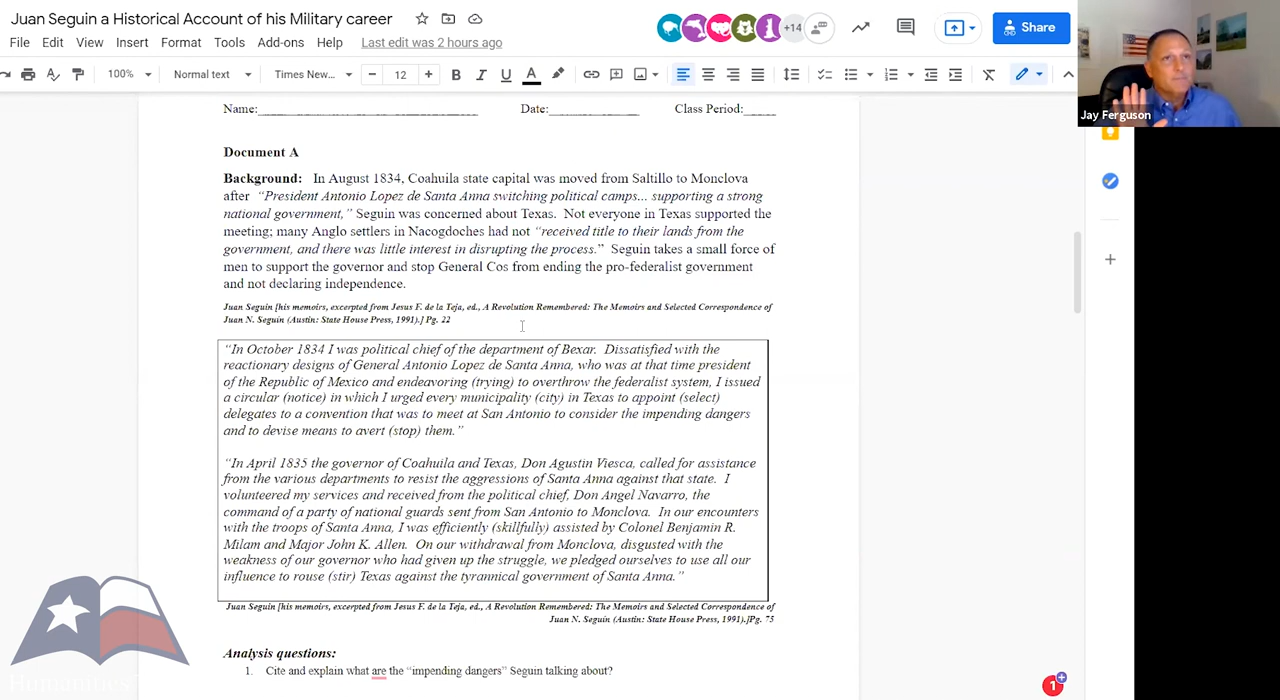 Juan Seguin a Historical Account of his Military career
+14
Share
File Edit View Insert Format Tools Add-ons Help Last edit was 2 hours ago
100% Normal text Times New... − 12 + B I U A
Jay Ferguson
Name: Date: Class Period:
Document A
Background: In August 1834, Coahuila state capital was moved from Saltillo to Monclova
after “President Antonio Lopez de Santa Anna switching political camps... supporting a strong
national government,” Seguin was concerned about Texas. Not everyone in Texas supported the
meeting; many Anglo settlers in Nacogdoches had not “received title to their lands from the
government, and there was little interest in disrupting the process.” Seguin takes a small force of
men to support the governor and stop General Cos from ending the pro-federalist government
and not declaring independence.
Juan Seguin [his memoirs, excerpted from Jesus F. de la Teja, ed., A Revolution Remembered: The Memoirs and Selected Correspondence of
Juan N. Seguin (Austin: State House Press, 1991).] Pg. 22
“In October 1834 I was political chief of the department of Bexar. Dissatisfied with the
reactionary designs of General Antonio Lopez de Santa Anna, who was at that time president
of the Republic of Mexico and endeavoring (trying) to overthrow the federalist system, I issued
a circular (notice) in which I urged every municipality (city) in Texas to appoint (select)
delegates to a convention that was to meet at San Antonio to consider the impending dangers
and to devise means to avert (stop) them.”
“In April 1835 the governor of Coahuila and Texas, Don Agustin Viesca, called for assistance
from the various departments to resist the aggressions of Santa Anna against that state. I
volunteered my services and received from the political chief, Don Angel Navarro, the
command of a party of national guards sent from San Antonio to Monclova. In our encounters
with the troops of Santa Anna, I was efficiently (skillfully) assisted by Colonel Benjamin R.
Milam and Major John K. Allen. On our withdrawal from Monclova, disgusted with the
weakness of our governor who had given up the struggle, we pledged ourselves to use all our
influence to rouse (stir) Texas against the tyrannical government of Santa Anna.”
Juan Seguin [his memoirs, excerpted from Jesus F. de la Teja, ed., A Revolution Remembered: The Memoirs and Selected Correspondence of
Juan N. Seguin (Austin: State House Press, 1991).]Pg. 75
Analysis questions:
1. Cite and explain what are the “impending dangers” Seguin talking about?
Humanities
1